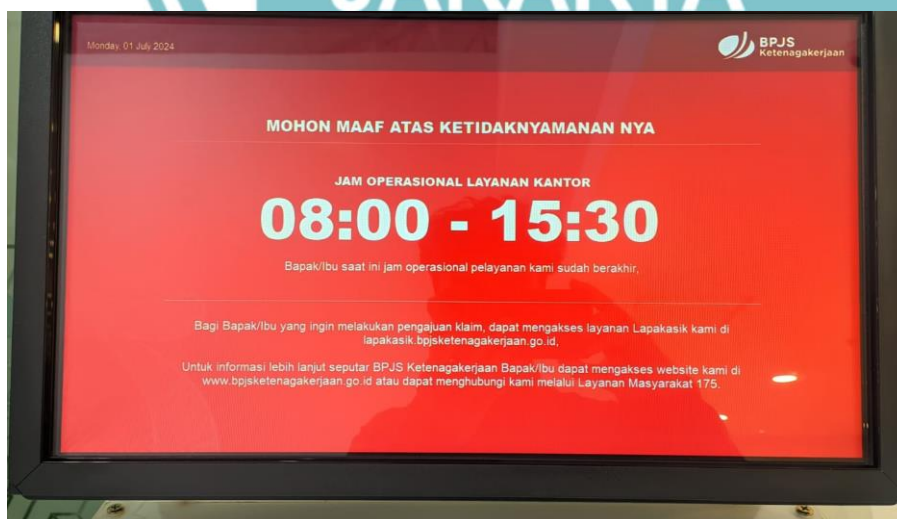 JAKARTA
Monday, 01 July 2024
BPJS
Ketenagakerjaan
MOHON MAAF ATAS KETIDAKNYAMANAN NYA
JAM OPERASIONAL LAYANAN KANTOR
08:00 - 15:30
Bapak/Ibu saat ini jam operasional pelayanan kami sudah berakhir,
Bagi Bapak/Ibu yang ingin melakukan pengajuan klaim, dapat mengakses layanan Lapakasik kami di
lapakasik.bpjsketenagakerjaan.go.id,
Untuk informasi lebih lanjut seputar BPJS Ketenagakerjaan Bapak/Ibu dapat mengakses website kami di
www.bpjsketenagakerjaan.go.id atau dapat menghubungi kami melalui Layanan Masyarakat 175.